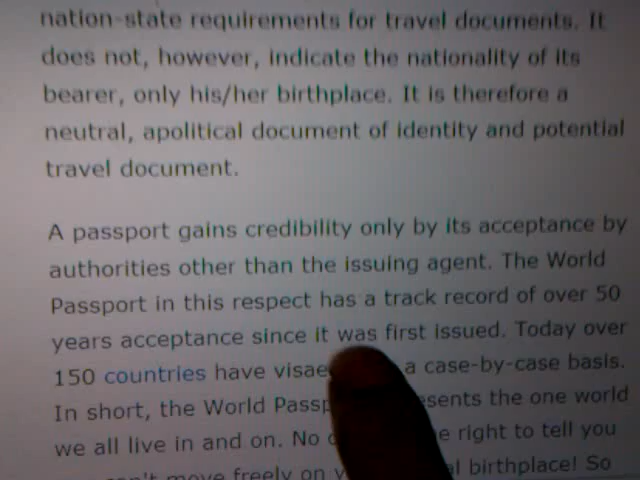 nation-state requirements for travel documents. It
does not, however, indicate the nationality of its
bearer, only his/her birthplace. It is therefore a
neutral, apolitical document of identity and potential
travel document.
A passport gains credibility only by its acceptance by
authorities other than the issuing agent. The World
Passport in this respect has a track record of over 50
years acceptance since it was first issued. Today over
150 countries have a case-by-case basis.
In short, the World the one world
we all live in and on. No right to tell you
move freely on birthplace! So